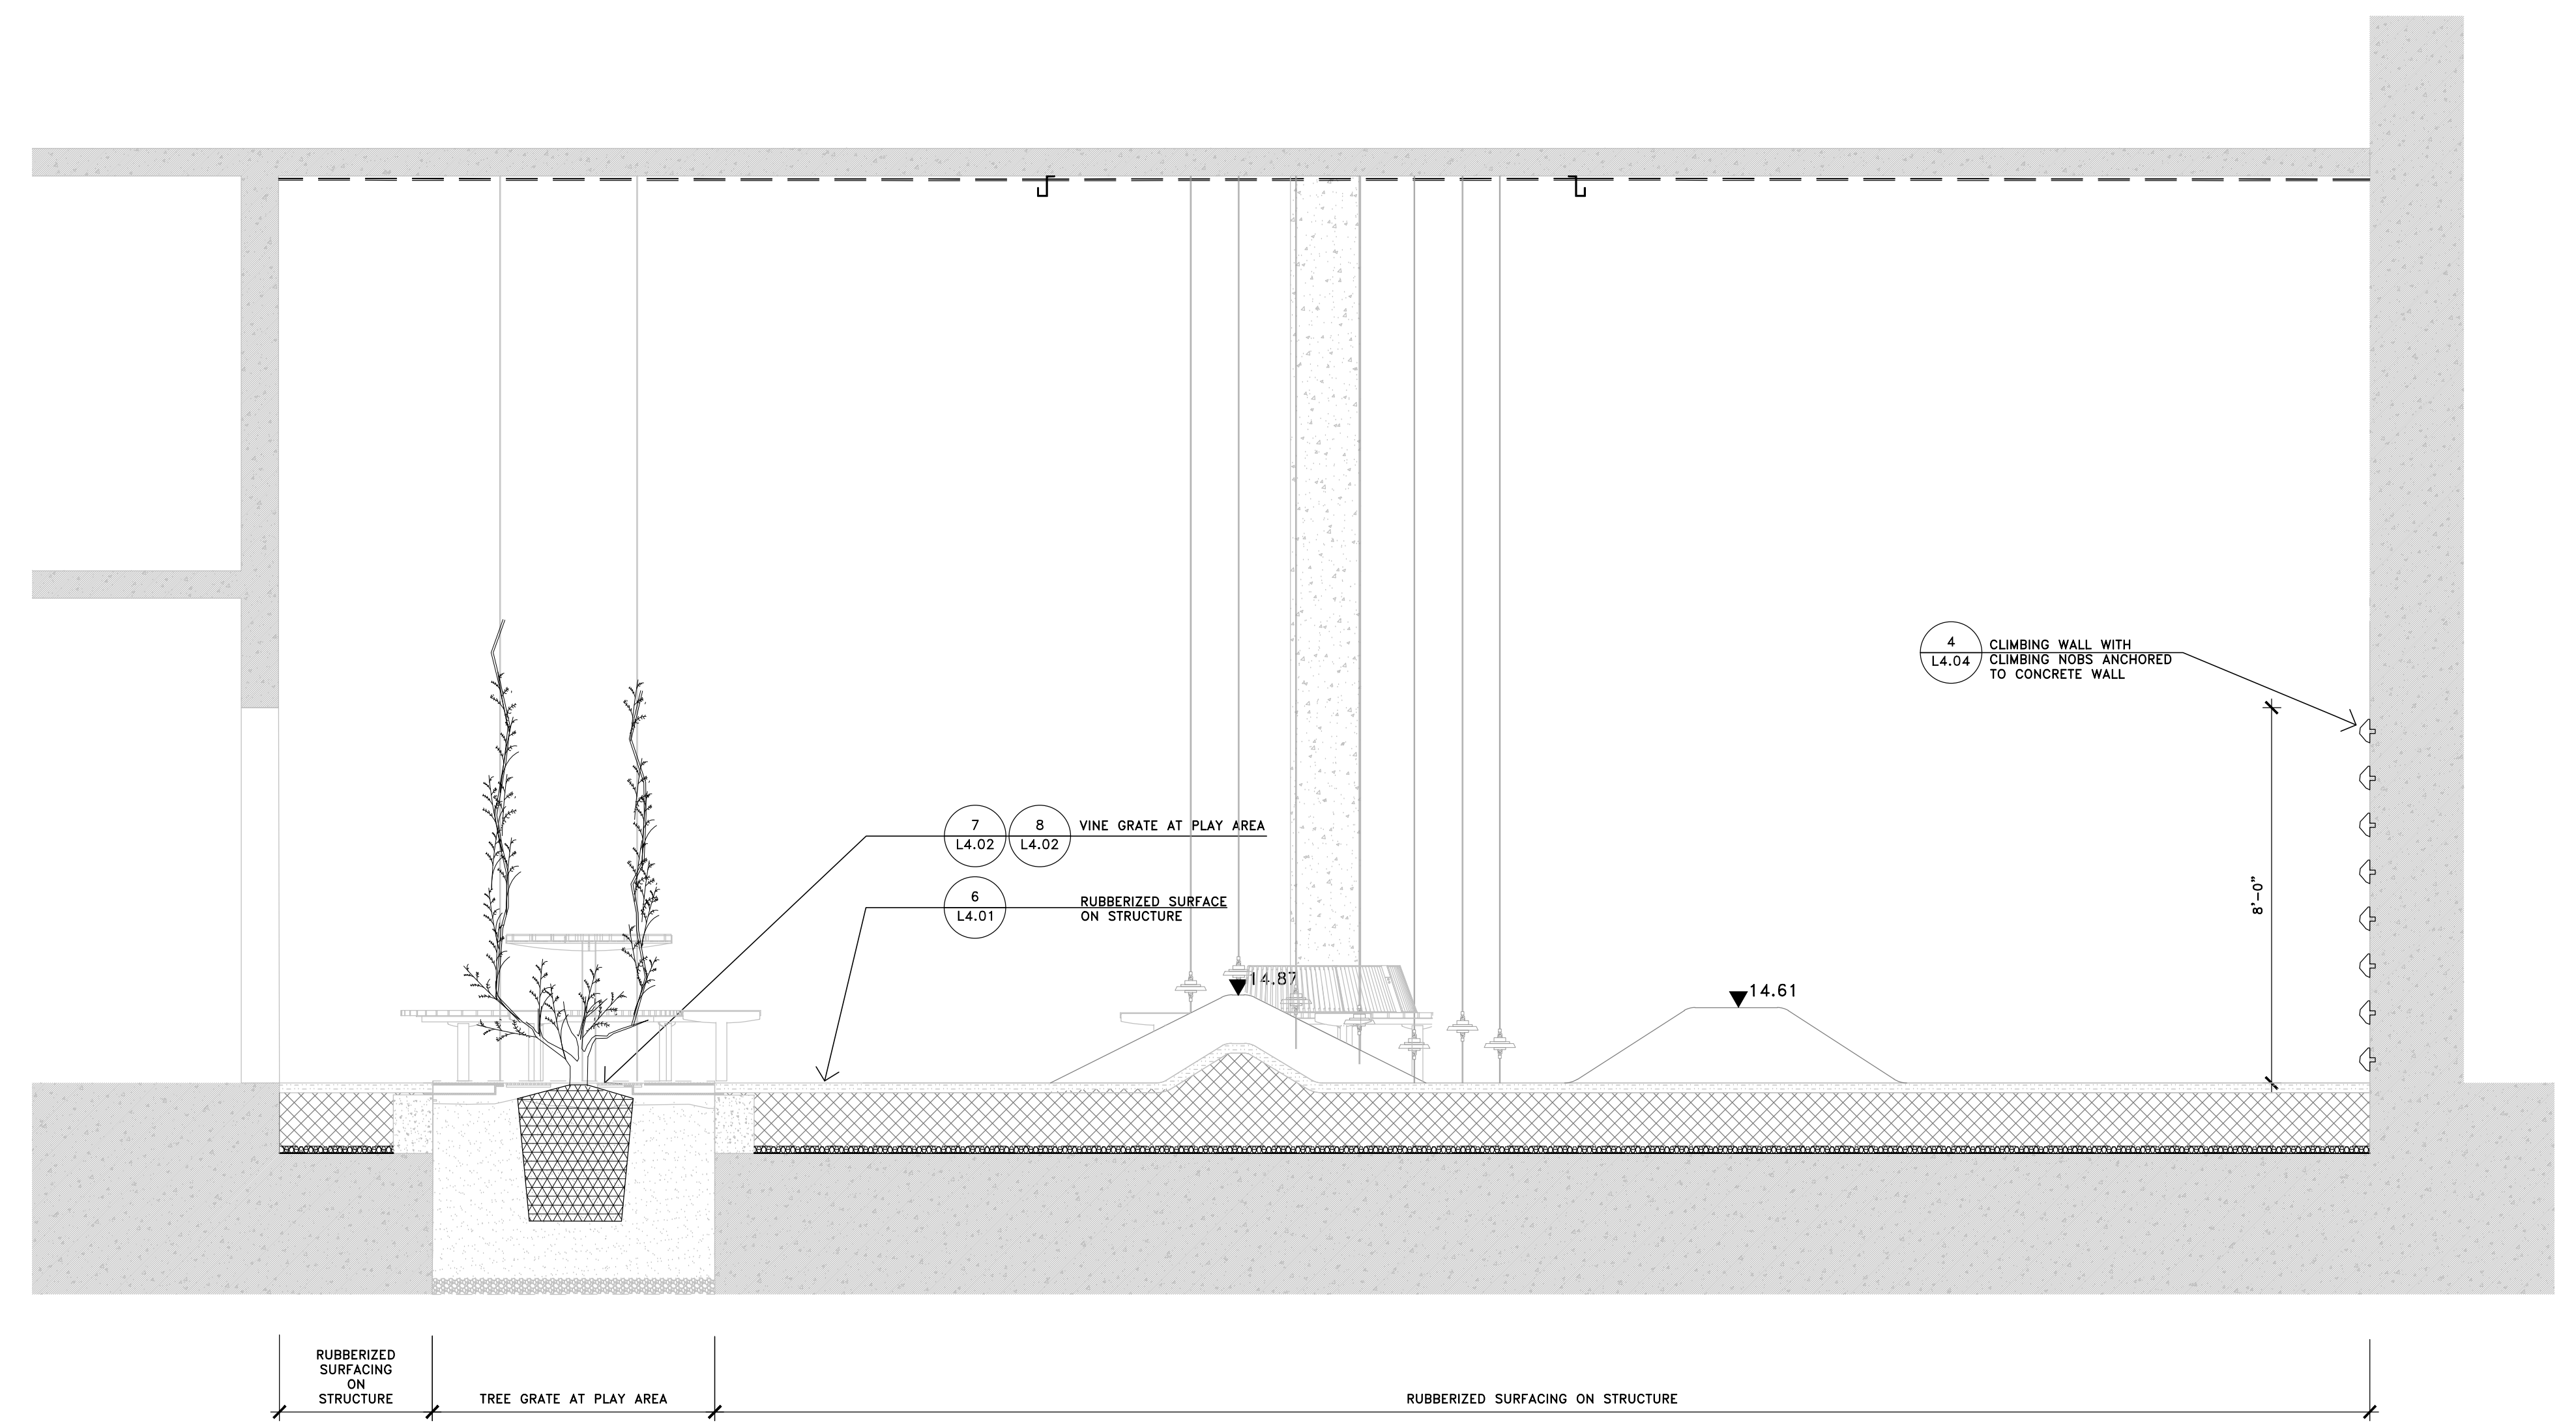 4
L4.04
CLIMBING WALL WITH
CLIMBING NOBS ANCHORED
TO CONCRETE WALL
7
L4.02
8
L4.02
VINE GRATE AT PLAY AREA
6
L4.01
RUBBERIZED SURFACE
ON STRUCTURE
8'-0"
14.87
14.61
RUBBERIZED
SURFACING
ON
STRUCTURE
TREE GRATE AT PLAY AREA
RUBBERIZED SURFACING ON STRUCTURE